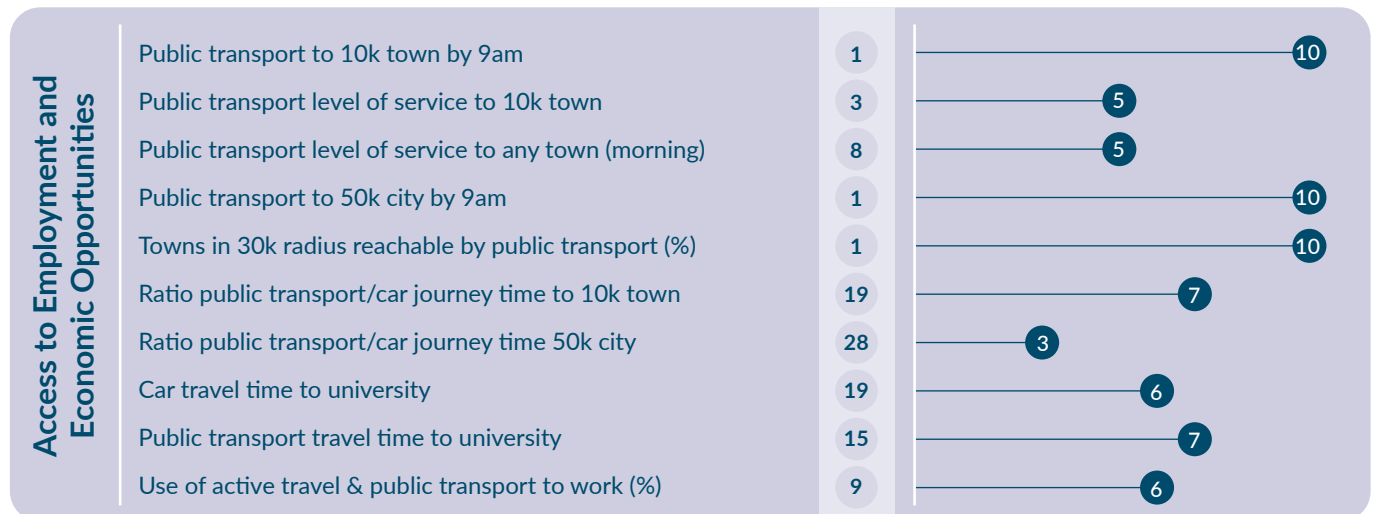 Access to Employment and
Economic Opportunities
Public transport to 10k town by 9am 1 10
Public transport level of service to 10k town 3 5
Public transport level of service to any town (morning) 8 5
Public transport to 50k city by 9am 1 10
Towns in 30k radius reachable by public transport (%) 1 10
Ratio public transport/car journey time to 10k town 19 7
Ratio public transport/car journey time 50k city 28 3
Car travel time to university 19 6
Public transport travel time to university 15 7
Use of active travel & public transport to work (%) 9 6